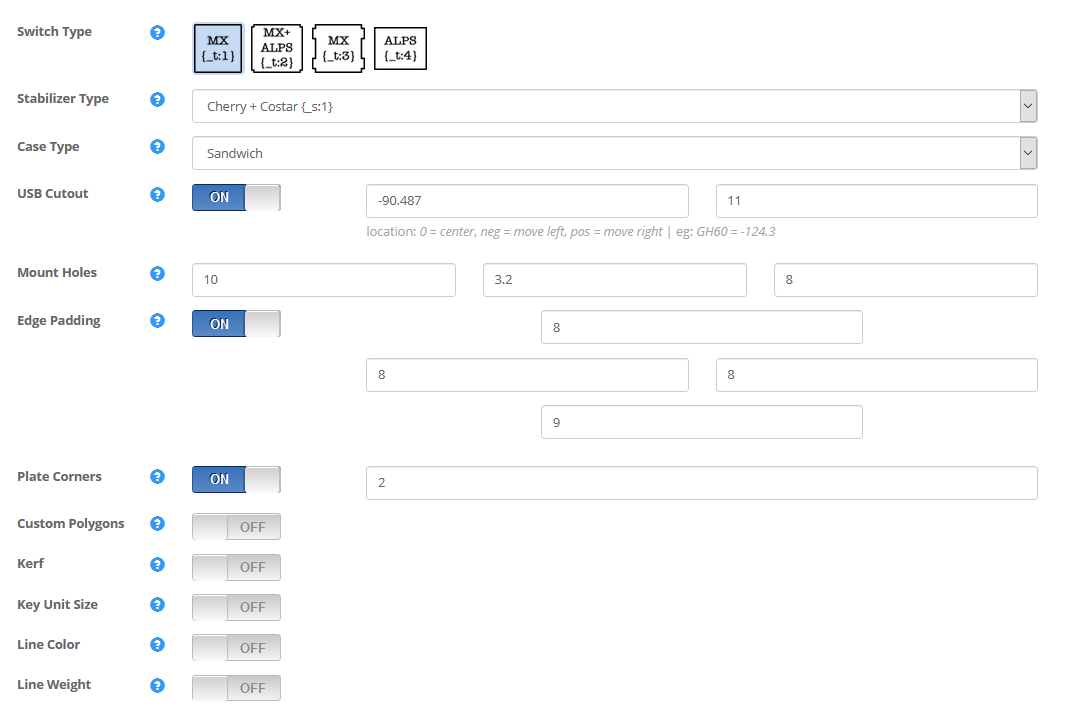 Switch Type
MX
{_t:1}
MX+
ALPS
{_t:2}
MX
{_t:3}
ALPS
{_t:4}
Stabilizer Type
Cherry + Costar {_s:1}
Case Type
Sandwich
USB Cutout
ON
-90.487
11
location: 0 = center, neg = move left, pos = move right | eg: GH60 = -124.3
Mount Holes
10
3.2
8
Edge Padding
ON
8
8
8
9
Plate Corners
ON
2
Custom Polygons
OFF
Kerf
OFF
Key Unit Size
OFF
Line Color
OFF
Line Weight
OFF